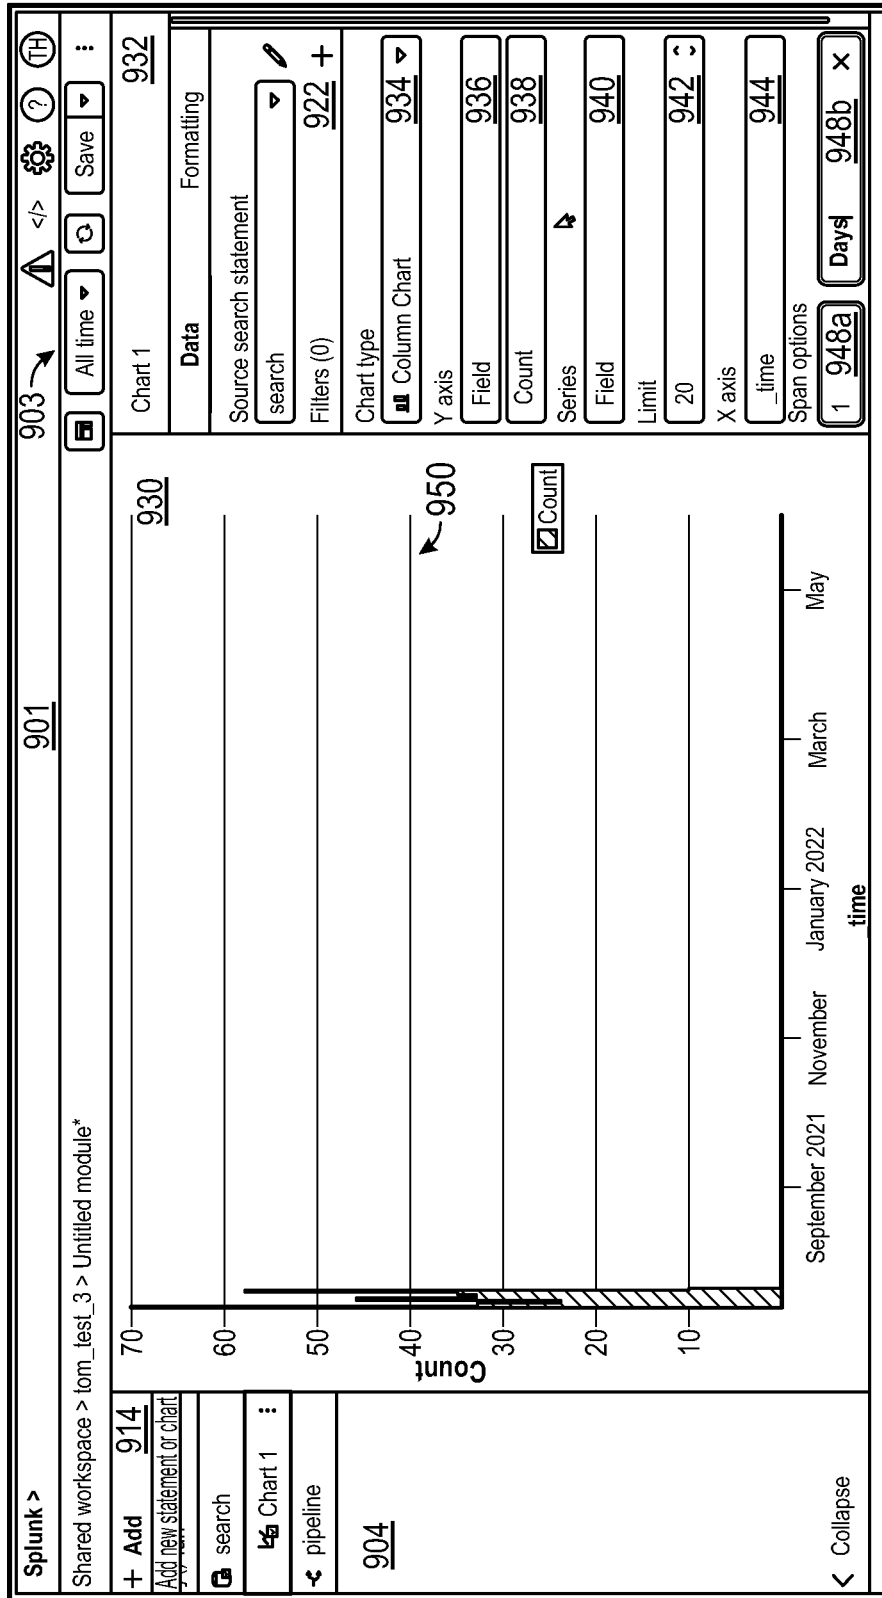 Splunk >
901
903
</>
?
TH
Shared workspace > tom_test_3 > Untitled module*
All time
Save
+ Add 914
Add new statement or chart
search
Chart 1
pipeline
904
< Collapse
930
70
60
50
40
30
20
10
Count
950
Count
September 2021
November
January 2022
March
May
_time
Chart 1
932
Data
Formatting
Source search statement
search
Filters (0)
922 +
Chart type
Column Chart
934
Y axis
Field
936
Count
938
Series
Field
940
Limit
20
942
X axis
_time
944
Span options
1 948a
Days 948b